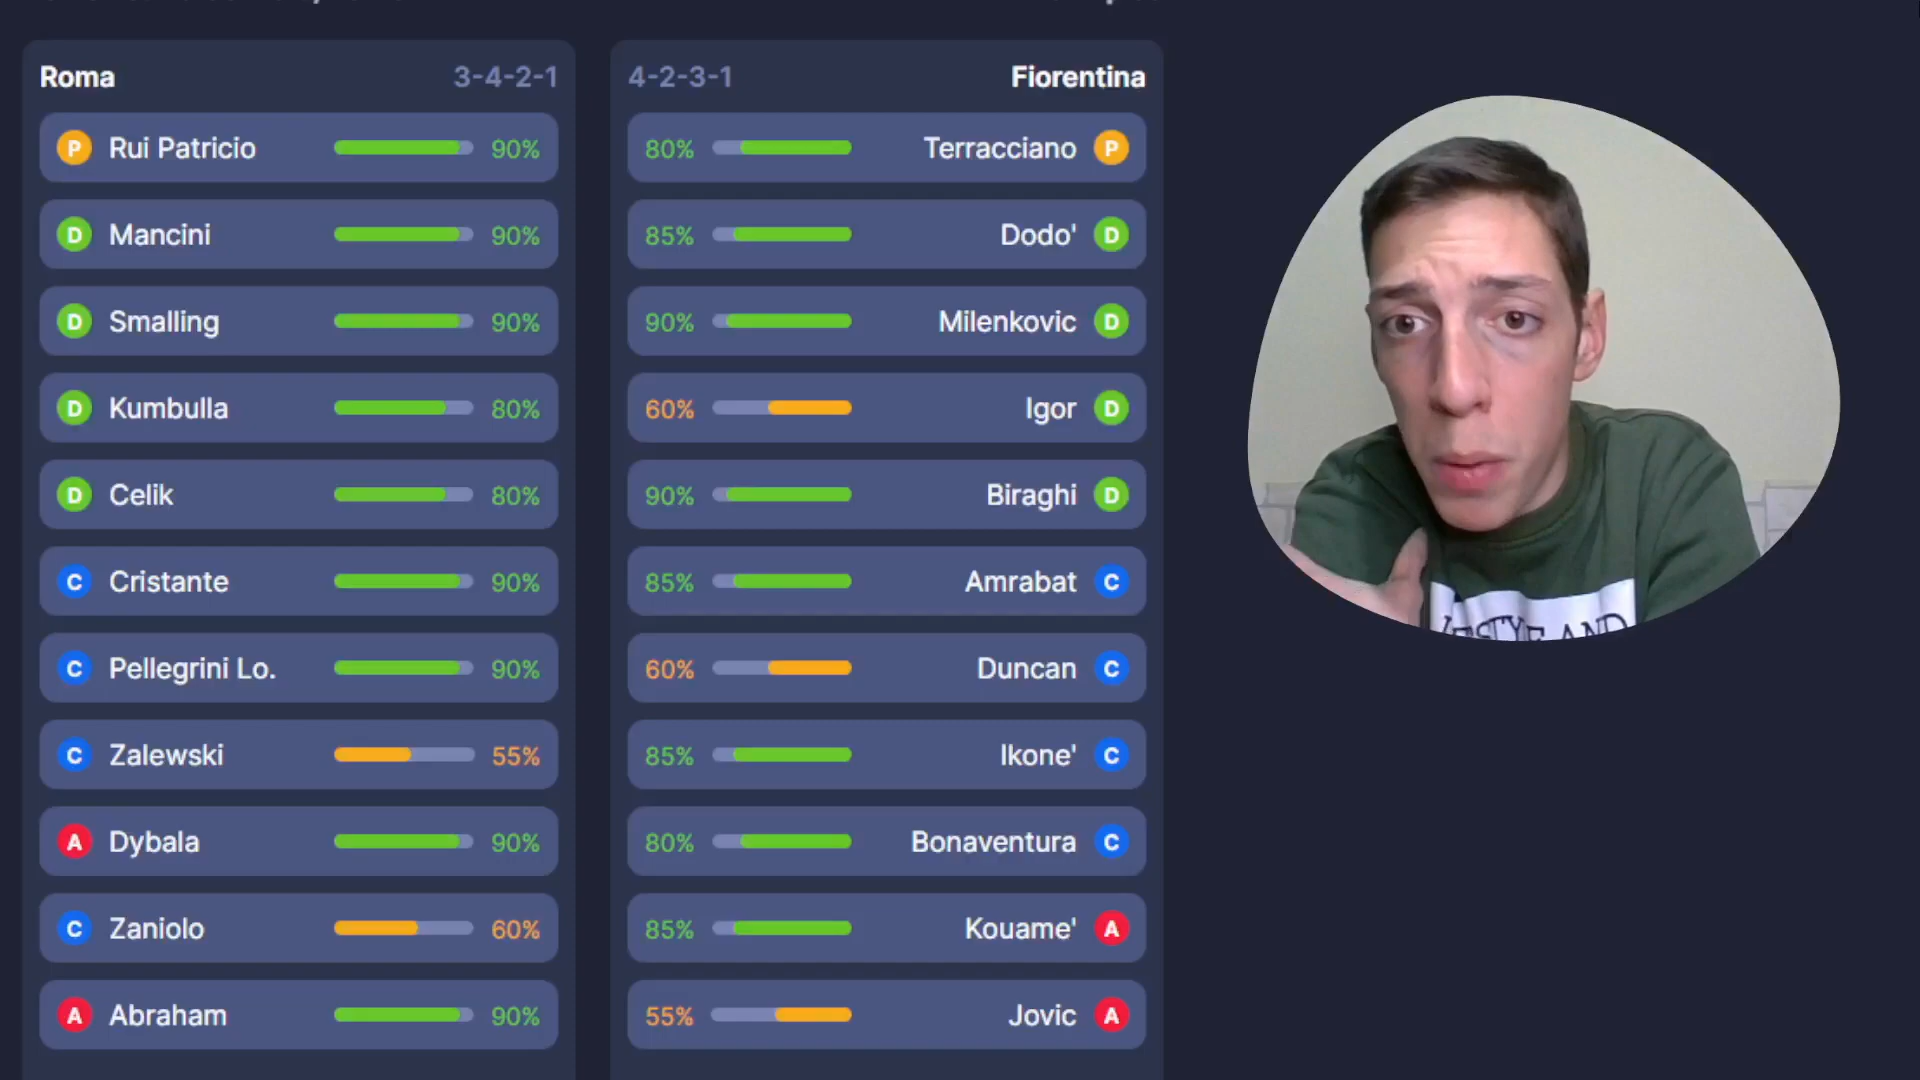 Roma 3-4-2-1
P Rui Patricio 90%
D Mancini 90%
D Smalling 90%
D Kumbulla 80%
D Celik 80%
C Cristante 90%
C Pellegrini Lo. 90%
C Zalewski 55%
A Dybala 90%
C Zaniolo 60%
A Abraham 90%
4-2-3-1 Fiorentina
80% Terracciano P
85% Dodo' D
90% Milenkovic D
60% Igor D
90% Biraghi D
85% Amrabat C
60% Duncan C
85% Ikone' C
80% Bonaventura C
85% Kouame' A
55% Jovic A
AND